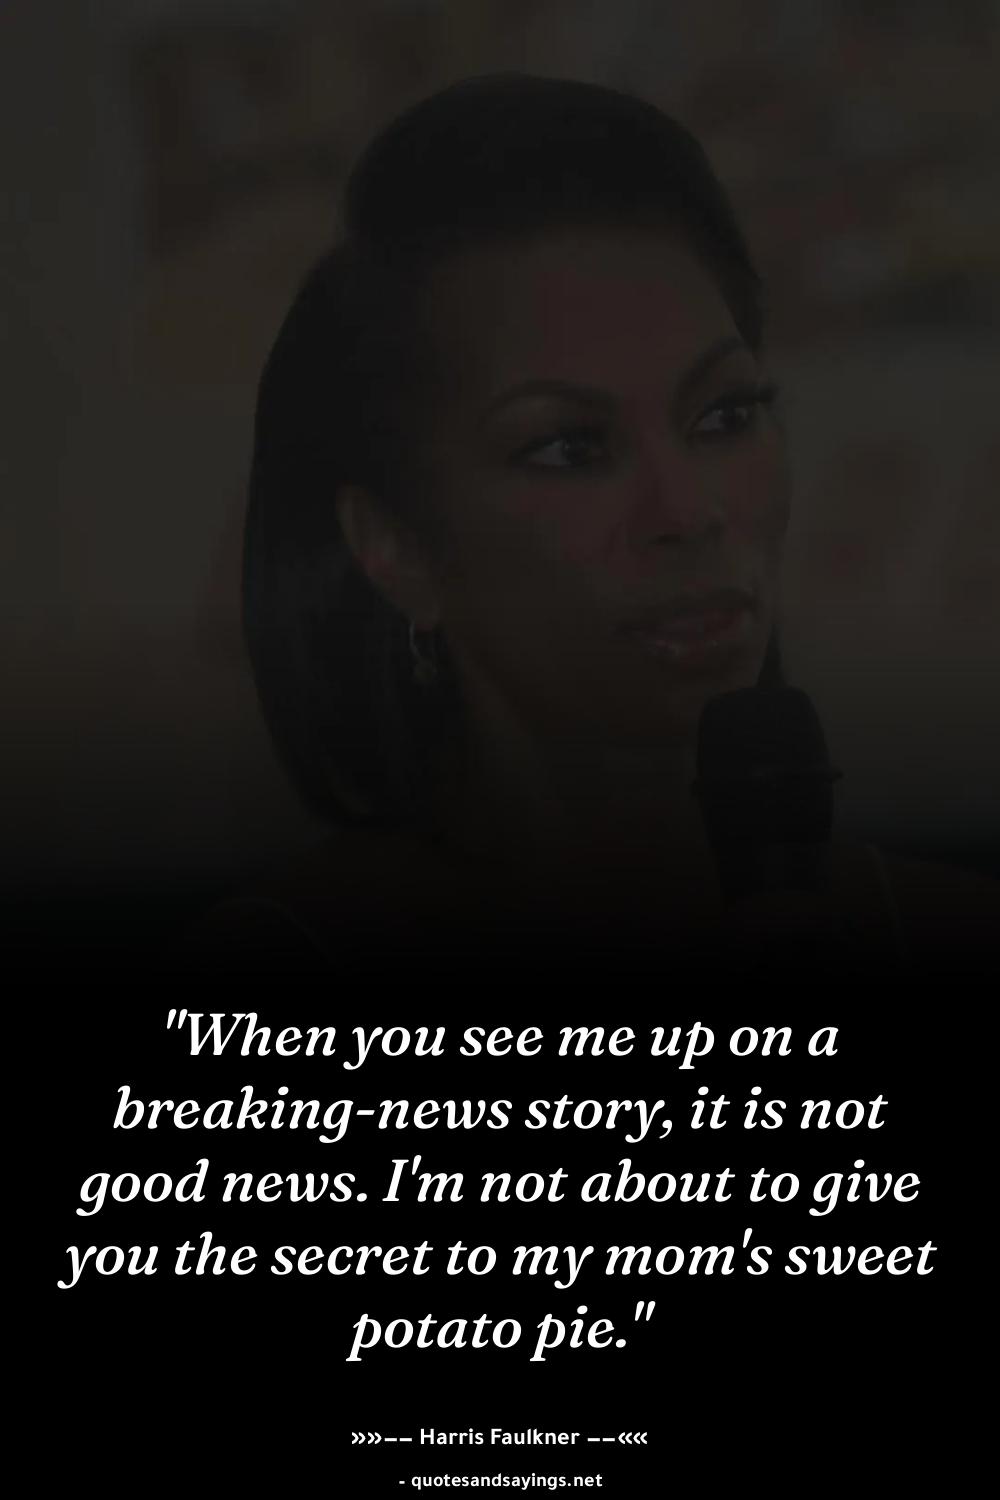 "When you see me up on a
breaking-news story, it is not
good news. I'm not about to give
you the secret to my mom's sweet
potato pie."
»»−− Harris Faulkner −−««
- quotesandsayings.net